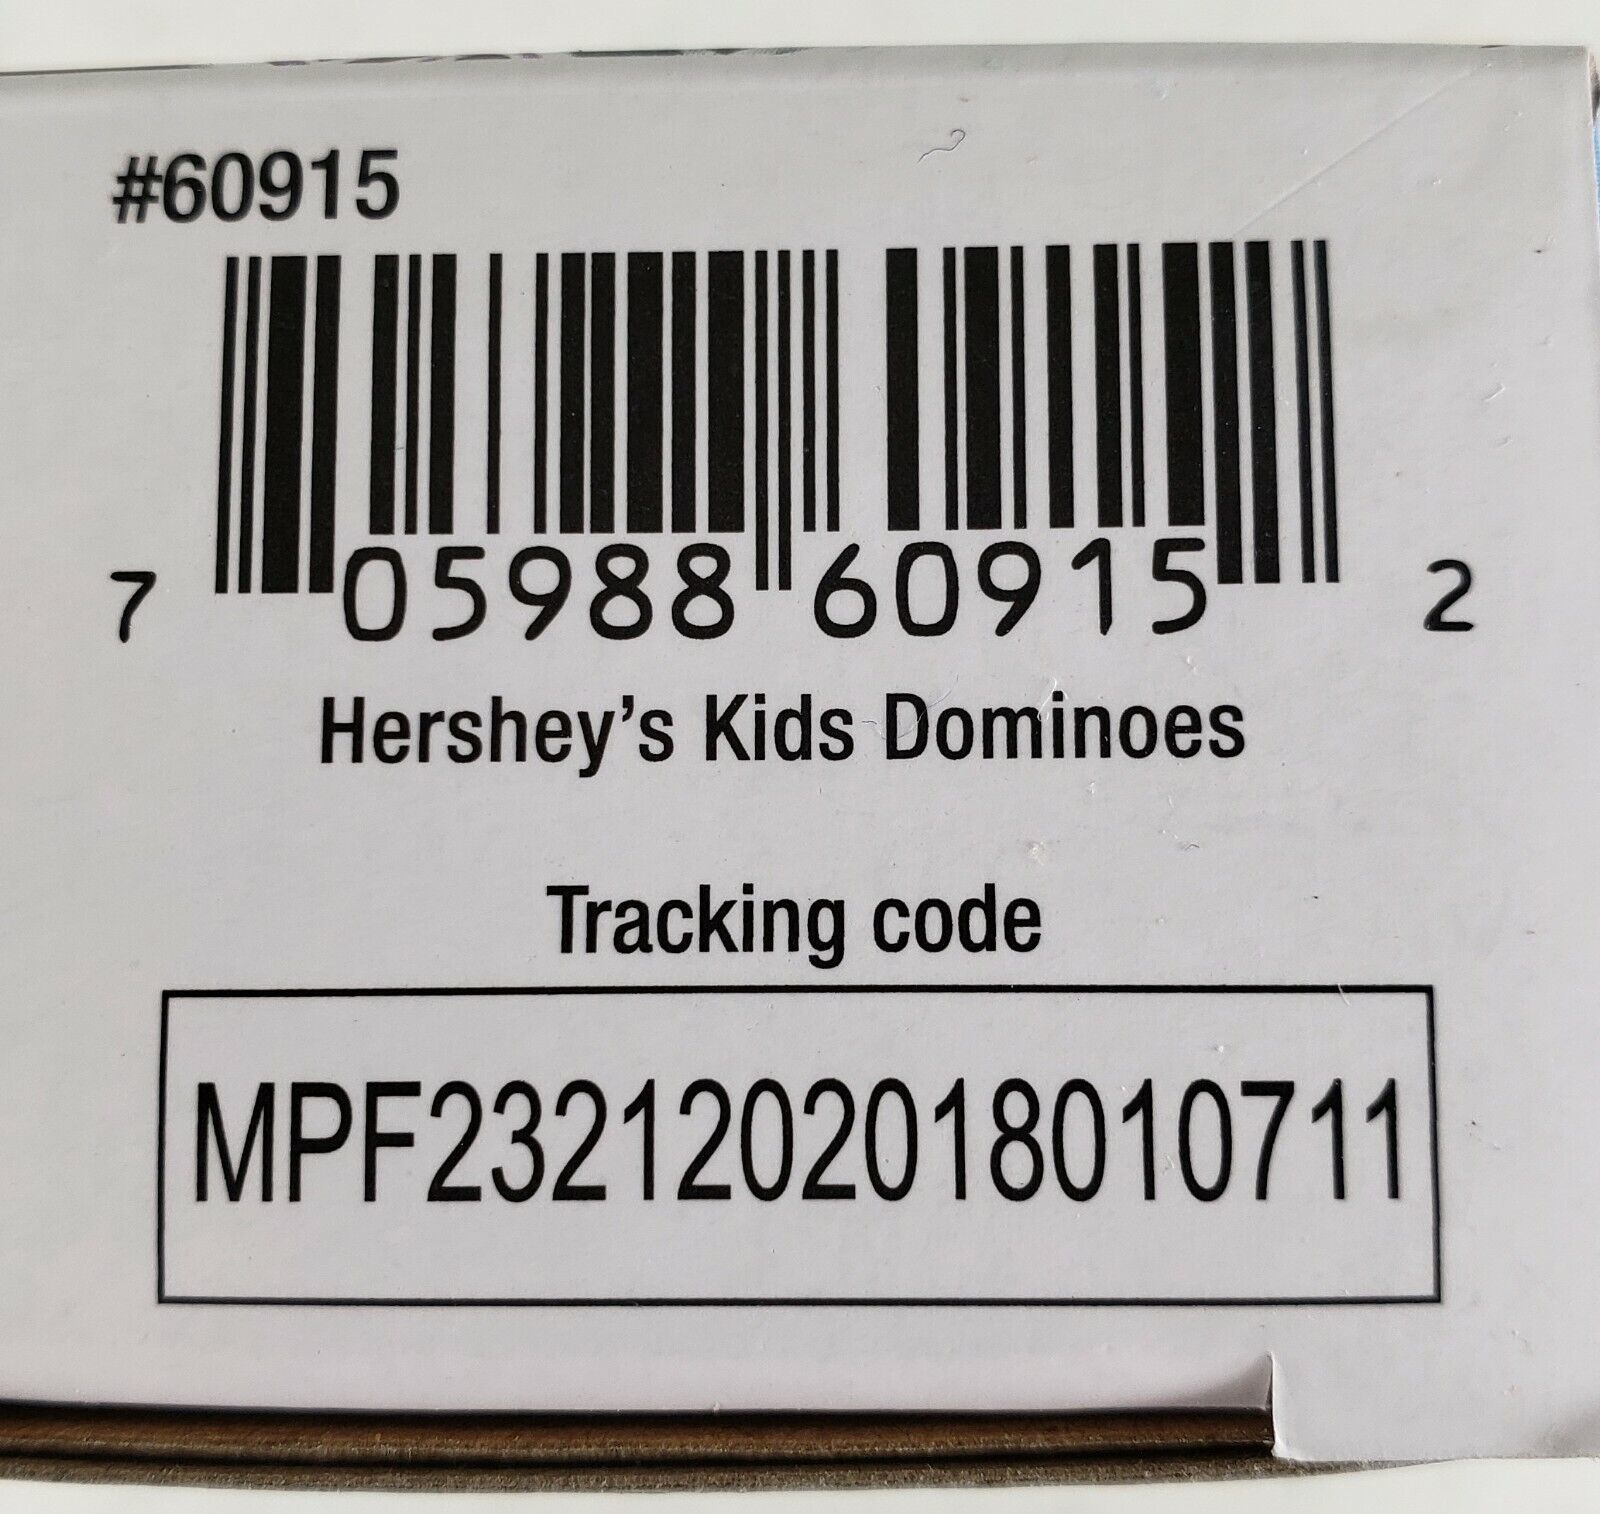 #60915
7 05988 60915 2
Hershey's Kids Dominoes
Tracking code
MPF2321202018010711